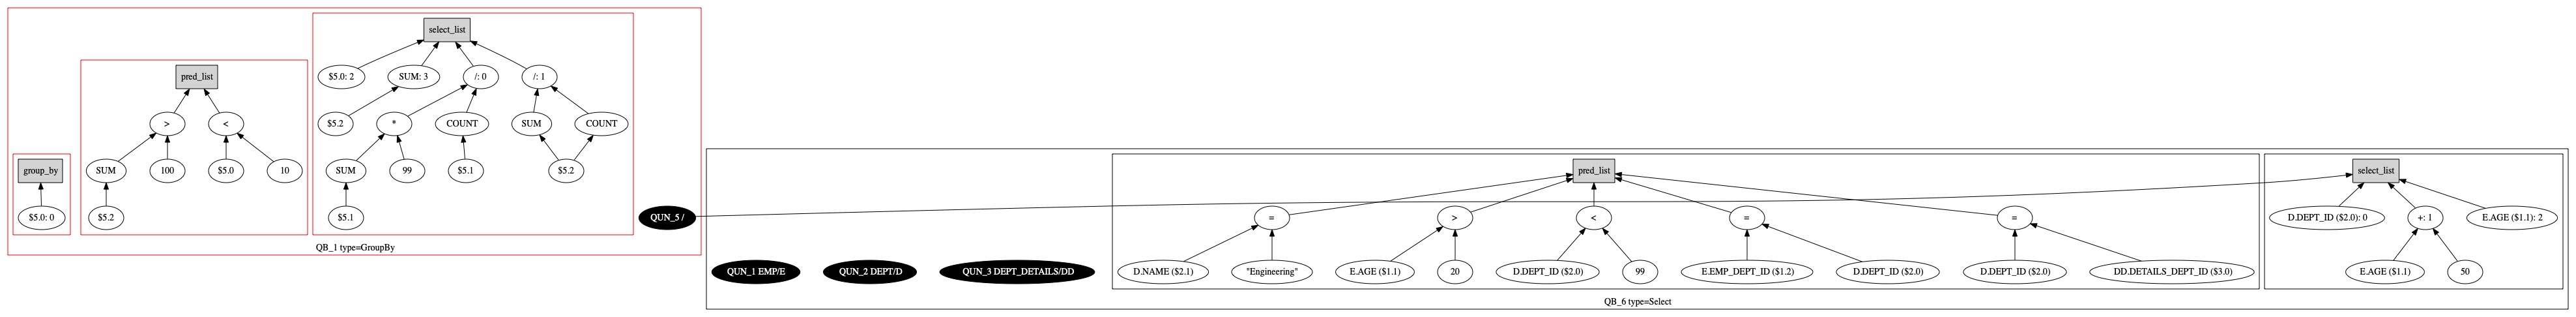 select_list
pred_list
$5.0: 2
SUM: 3
/: 0
/: 1
>
<
$5.2
*
COUNT
SUM
COUNT
group_by
SUM
100
$5.0
10
SUM
99
$5.1
$5.2
pred_list
select_list
$5.0: 0
$5.2
$5.1
QUN_5 /
=
>
<
=
=
D.DEPT_ID ($2.0): 0
+: 1
E.AGE ($1.1): 2
QB_1 type=GroupBy
QUN_1 EMP/E
QUN_2 DEPT/D
QUN_3 DEPT_DETAILS/DD
D.NAME ($2.1)
"Engineering"
E.AGE ($1.1)
20
D.DEPT_ID ($2.0)
99
E.EMP_DEPT_ID ($1.2)
D.DEPT_ID ($2.0)
D.DEPT_ID ($2.0)
DD.DETAILS_DEPT_ID ($3.0)
E.AGE ($1.1)
50
QB_6 type=Select